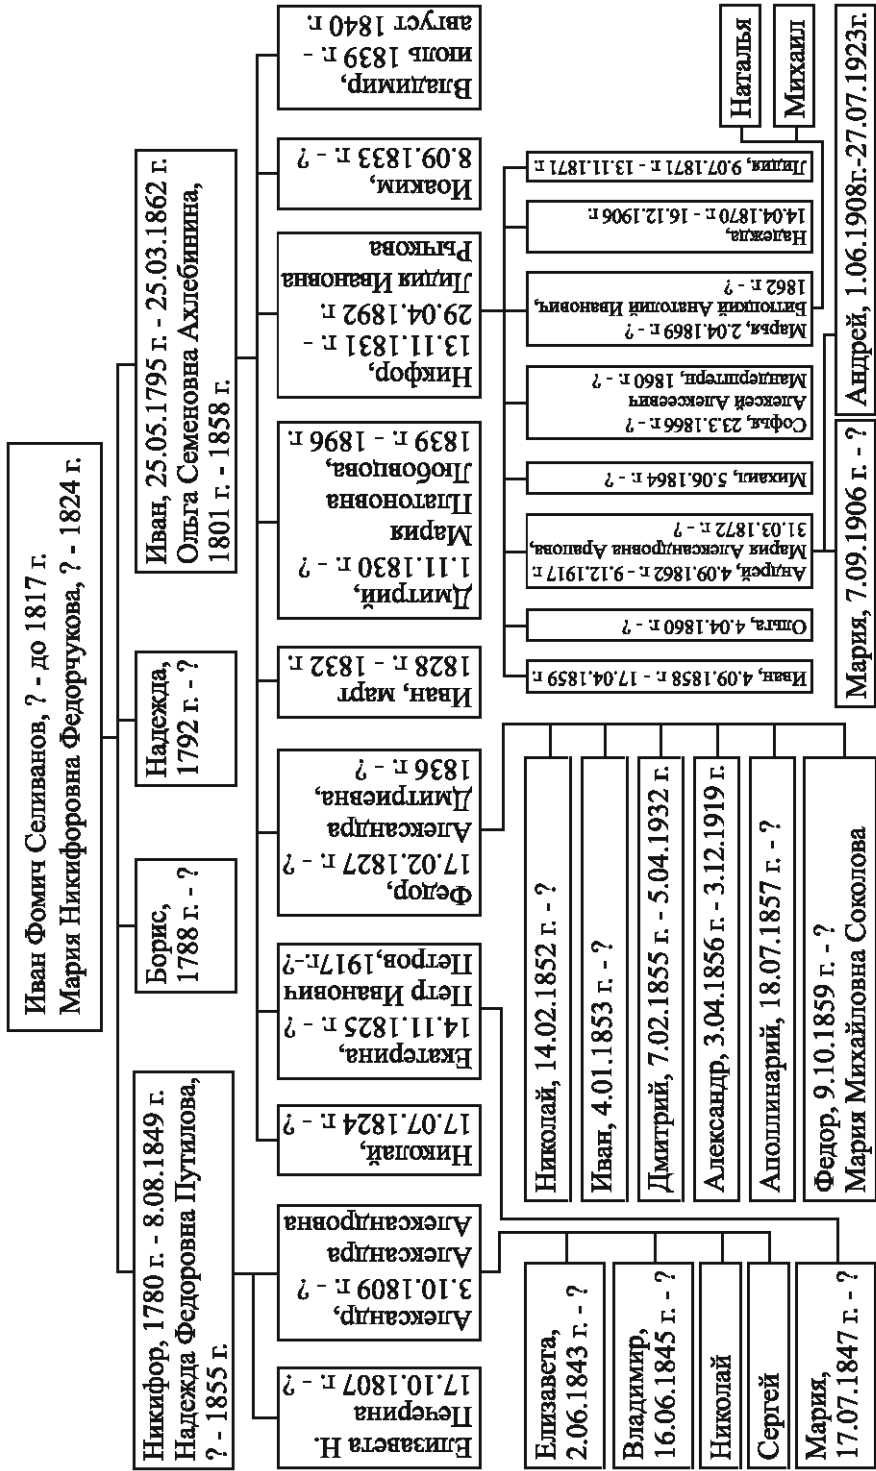 Иван Фомич Селиванов, ? - до 1817 г.
Мария Никифоровна Федорчукова, ? - 1824 г.
Никифор, 1780 г. - 8.08.1849 г.
Надежда Федоровна Путилова,
? - 1855 г.
Борис,
1788 г. - ?
Надежда,
1792 г. - ?
Иван, 25.05.1795 г. - 25.03.1862 г.
Ольга Семеновна Ахлебинина,
1801 г. - 1858 г.
Елизавета Н.
Печерина
17.10.1807 г. - ?
Александр,
3.10.1809 г. - ?
Александра
Александровна
Николай,
17.07.1824 г. - ?
Екатерина,
14.11.1825 г. - ?
Петр Иванович
Петров,1917г.-?
Федор,
17.02.1827 г. - ?
Александра
Дмитриевна,
1836 г. - ?
Иван, март
1828 г. - 1832 г.
Дмитрий,
1.11.1830 г. - ?
Мария
Платоновна
Любовцова,
1839 г. - 1896 г.
Никфор,
13.11.1831 г. -
29.04.1892 г.
Лидия Ивановна
Рычкова
Иоаким,
8.09.1833 г. - ?
Владимир,
июль 1839 г. -
август 1840 г.
Елизавета,
2.06.1843 г. - ?
Владимир,
16.06.1845 г. - ?
Николай
Сергей
Мария,
17.07.1847 г. - ?
Николай, 14.02.1852 г. - ?
Иван, 4.01.1853 г. - ?
Дмитрий, 7.02.1855 г. - 5.04.1932 г.
Александр, 3.04.1856 г. - 3.12.1919 г.
Аполлинарий, 18.07.1857 г. - ?
Федор, 9.10.1859 г. - ?
Мария Михайловна Соколова
Иван, 4.09.1858 г - 17.04.1859 г
Ольга, 4.04.1860 г. - ?
Андрей, 4.09.1862 г. - 9.12.1917 г.
Мария Александровна Арапова,
31.03.1872 г. - ?
Михаил, 5.06.1864 г. - ?
Софья, 23.3.1866 г. - ?
Алексей Алексеевич
Мандерштерн, 1860 г. - ?
Марья, 2.04.1869 г. - ?
Битюцкий Анатолий Иванович,
1862 г. - ?
Надежда,
14.04.1870 г. - 16.12.1906 г
Лидия, 9.07.1871 г. - 13.11.1871 г
Мария, 7.09.1906 г. - ?
Андрей, 1.06.1908г.-27.07.1923г.
Наталья
Михаил